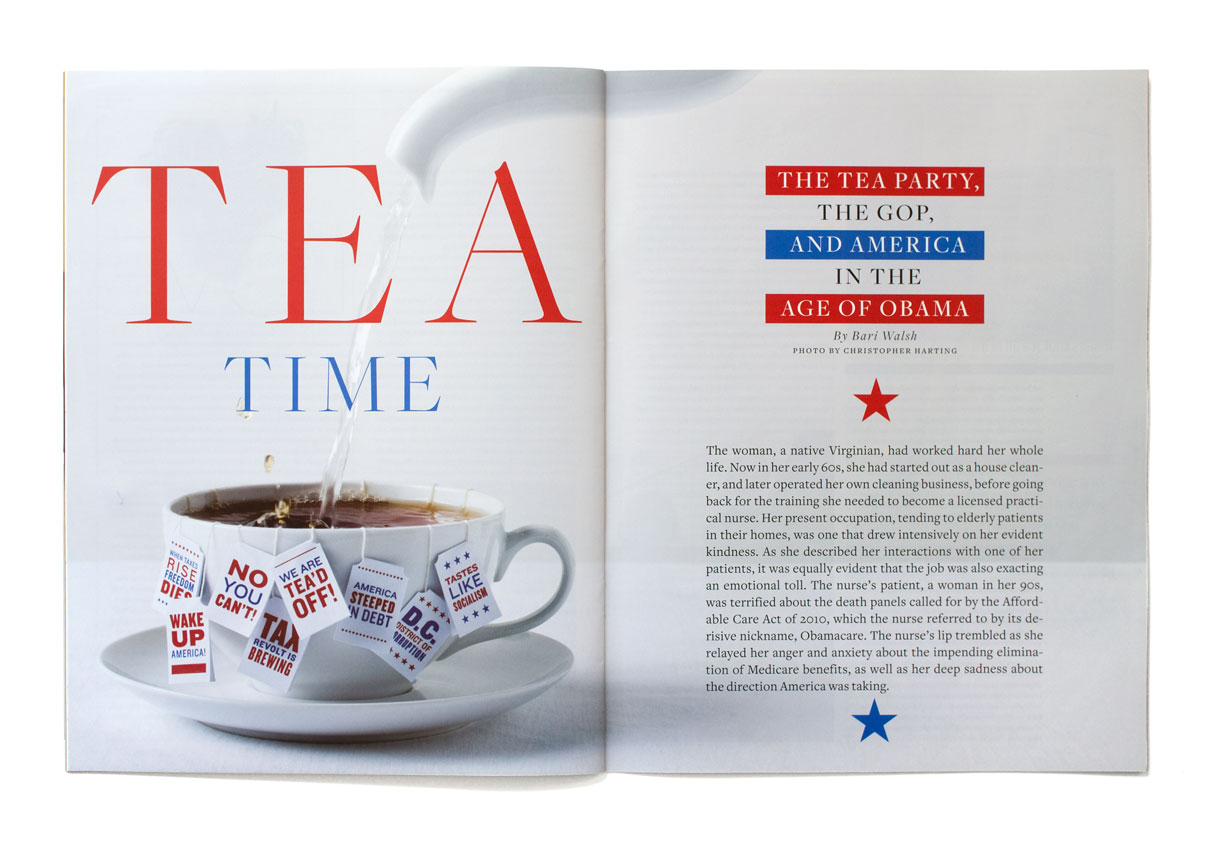 TEA
TIME
WHEN TAXES
RISE
FREEDOM
DIES
WAKE
UP
AMERICA!
NO
YOU
CAN'T!
TAX
REVOLT IS
BREWING
WE ARE
TEA'D
OFF!
AMERICA
STEEPED
IN DEBT
D.C.
DISTRICT OF
CORRUPTION
TASTES
LIKE
SOCIALISM
THE TEA PARTY,
THE GOP,
AND AMERICA
IN THE
AGE OF OBAMA
By Bari Walsh
PHOTO BY CHRISTOPHER HARTING
The woman, a native Virginian, had worked hard her whole
life. Now in her early 60s, she had started out as a house clean-
er, and later operated her own cleaning business, before going
back for the training she needed to become a licensed practi-
cal nurse. Her present occupation, tending to elderly patients
in their homes, was one that drew intensively on her evident
kindness. As she described her interactions with one of her
patients, it was equally evident that the job was also exacting
an emotional toll. The nurse's patient, a woman in her 90s,
was terrified about the death panels called for by the Afford-
able Care Act of 2010, which the nurse referred to by its de-
risive nickname, Obamacare. The nurse's lip trembled as she
relayed her anger and anxiety about the impending elimina-
tion of Medicare benefits, as well as her deep sadness about
the direction America was taking.